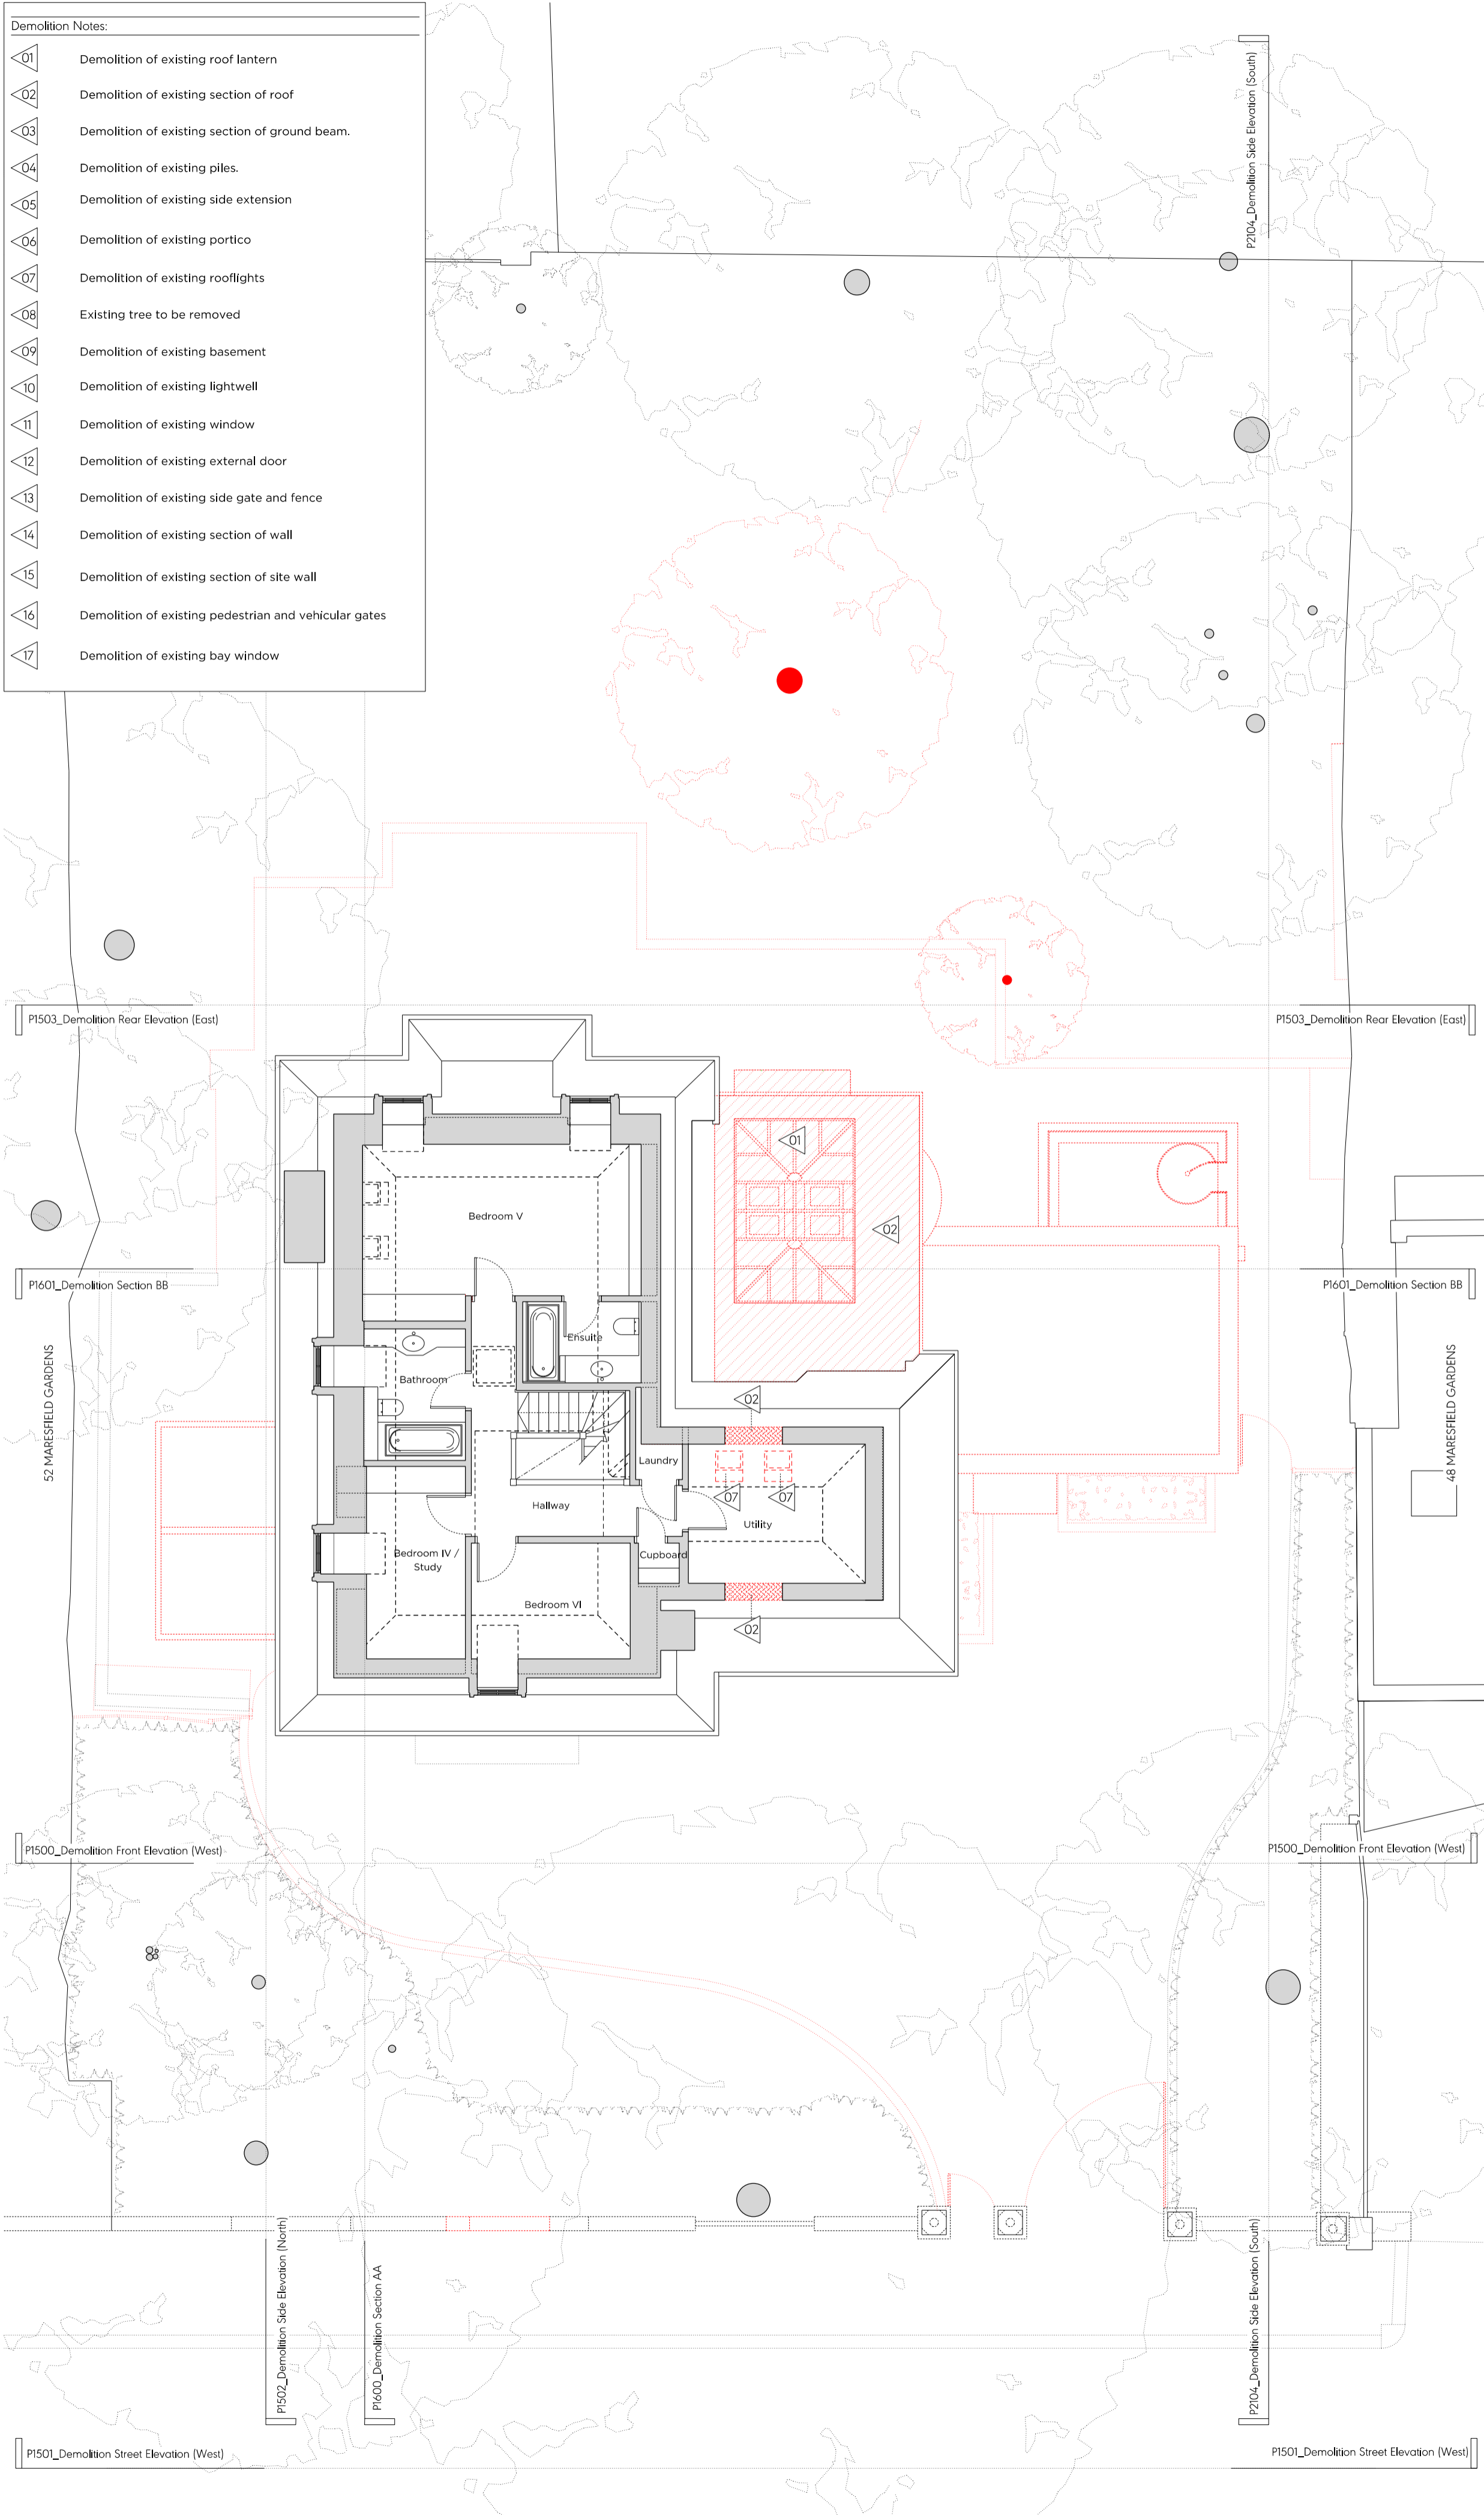 Demolition Notes:
01 Demolition of existing roof lantern
02 Demolition of existing section of roof
03 Demolition of existing section of ground beam.
04 Demolition of existing piles.
05 Demolition of existing side extension
06 Demolition of existing portico
07 Demolition of existing rooflights
08 Existing tree to be removed
09 Demolition of existing basement
10 Demolition of existing lightwell
11 Demolition of existing window
12 Demolition of existing external door
13 Demolition of existing side gate and fence
14 Demolition of existing section of wall
15 Demolition of existing section of site wall
16 Demolition of existing pedestrian and vehicular gates
17 Demolition of existing bay window
P2104_Demolition Side Elevation (South)
P1503_Demolition Rear Elevation (East)
P1503_Demolition Rear Elevation (East)
01
Bedroom V
02
P1601_Demolition Section BB
P1601_Demolition Section BB
Ensuite
Bathroom
02
52 MARESFIELD GARDENS
48 MARESFIELD GARDENS
Laundry
07
07
Hallway
Utility
Bedroom IV /
Study
Cupboard
Bedroom VI
02
P1500_Demolition Front Elevation (West)
P1500_Demolition Front Elevation (West)
P1502_Demolition Side Elevation (North)
P1600_Demolition Section AA
P2104_Demolition Side Elevation (South)
P1501_Demolition Street Elevation (West)
P1501_Demolition Street Elevation (West)